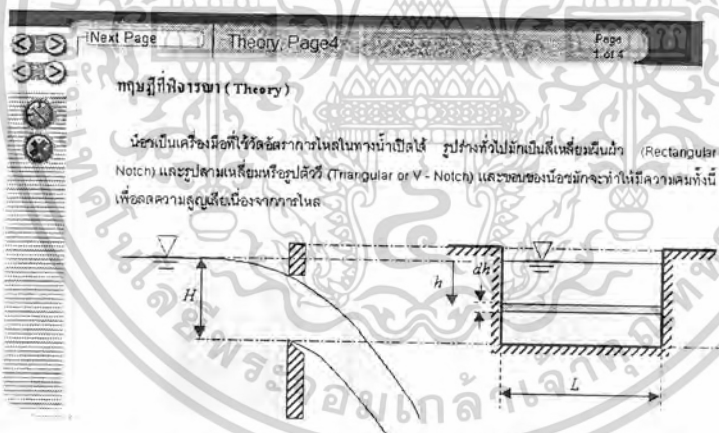 Next Page
Theory, Page4
Page
1 of 4
ทฤษฎีที่พิจารณา ( Theory )
น๊อชเป็นเครื่องมือที่ใช้วัดอัตราการไหลในทางน้ำเปิดได้ รูปร่างทั่วไปมักเป็นสี่เหลี่ยมผืนผ้า (Rectangular
Notch) และรูปสามเหลี่ยมหรือรูปตัววี (Triangular or V - Notch) และขอบของน๊อชมักจะทำให้มีความคมทั้งนี้
เพื่อลดความสูญเสียเนื่องจากการไหล
H
h
dh
L